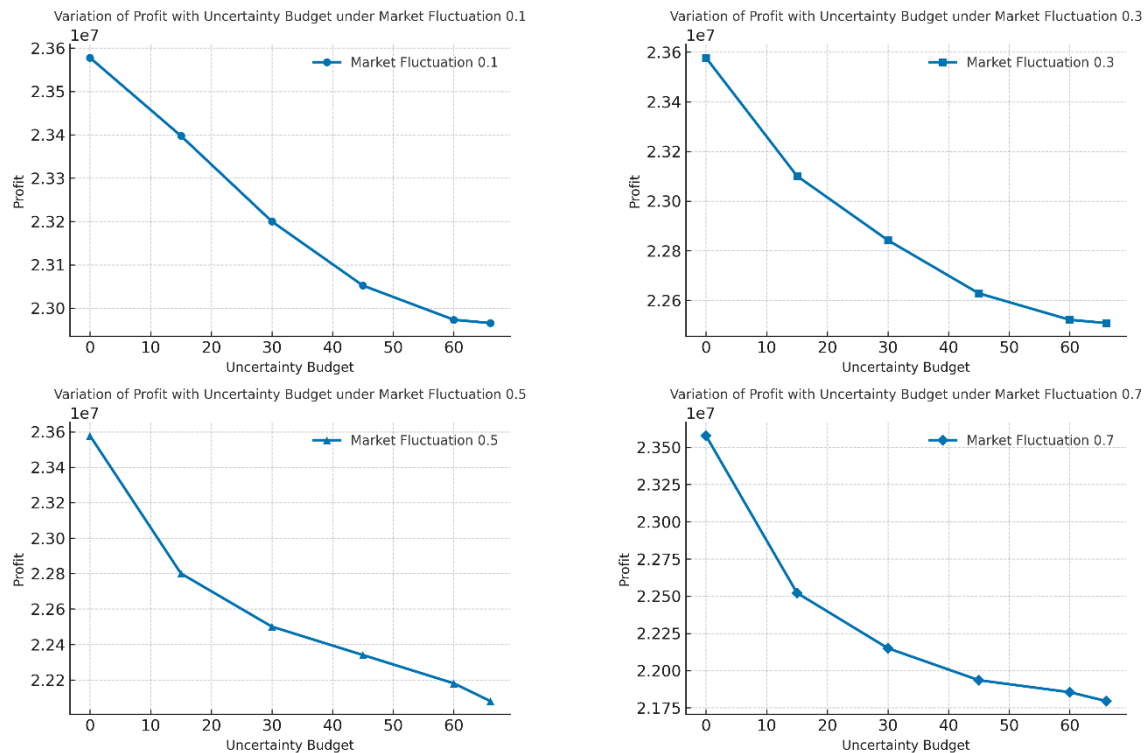 Variation of Profit with Uncertainty Budget under Market Fluctuation 0.1
1e7
Market Fluctuation 0.1
2.36
2.35
2.34
2.33
2.32
2.31
2.30
Profit
0 10 20 30 40 50 60
Uncertainty Budget
Variation of Profit with Uncertainty Budget under Market Fluctuation 0.3
1e7
Market Fluctuation 0.3
2.36
2.34
2.32
2.30
2.28
2.26
Profit
0 10 20 30 40 50 60
Uncertainty Budget
Variation of Profit with Uncertainty Budget under Market Fluctuation 0.5
1e7
Market Fluctuation 0.5
2.36
2.34
2.32
2.30
2.28
2.26
2.24
2.22
Profit
0 10 20 30 40 50 60
Uncertainty Budget
Variation of Profit with Uncertainty Budget under Market Fluctuation 0.7
1e7
Market Fluctuation 0.7
2.350
2.325
2.300
2.275
2.250
2.225
2.200
2.175
Profit
0 10 20 30 40 50 60
Uncertainty Budget